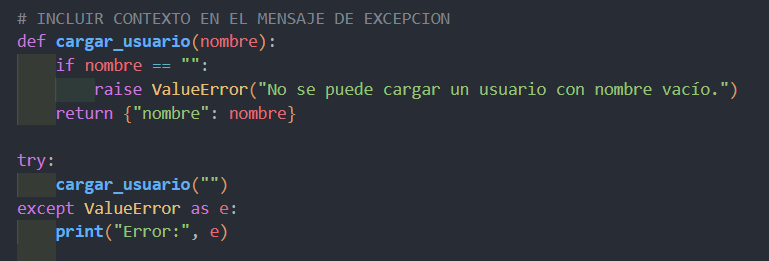 # INCLUIR CONTEXTO EN EL MENSAJE DE EXCEPCION
def cargar_usuario(nombre):
    if nombre == "":
        raise ValueError("No se puede cargar un usuario con nombre vacío.")
    return {"nombre": nombre}

try:
    cargar_usuario("")
except ValueError as e:
    print("Error:", e)